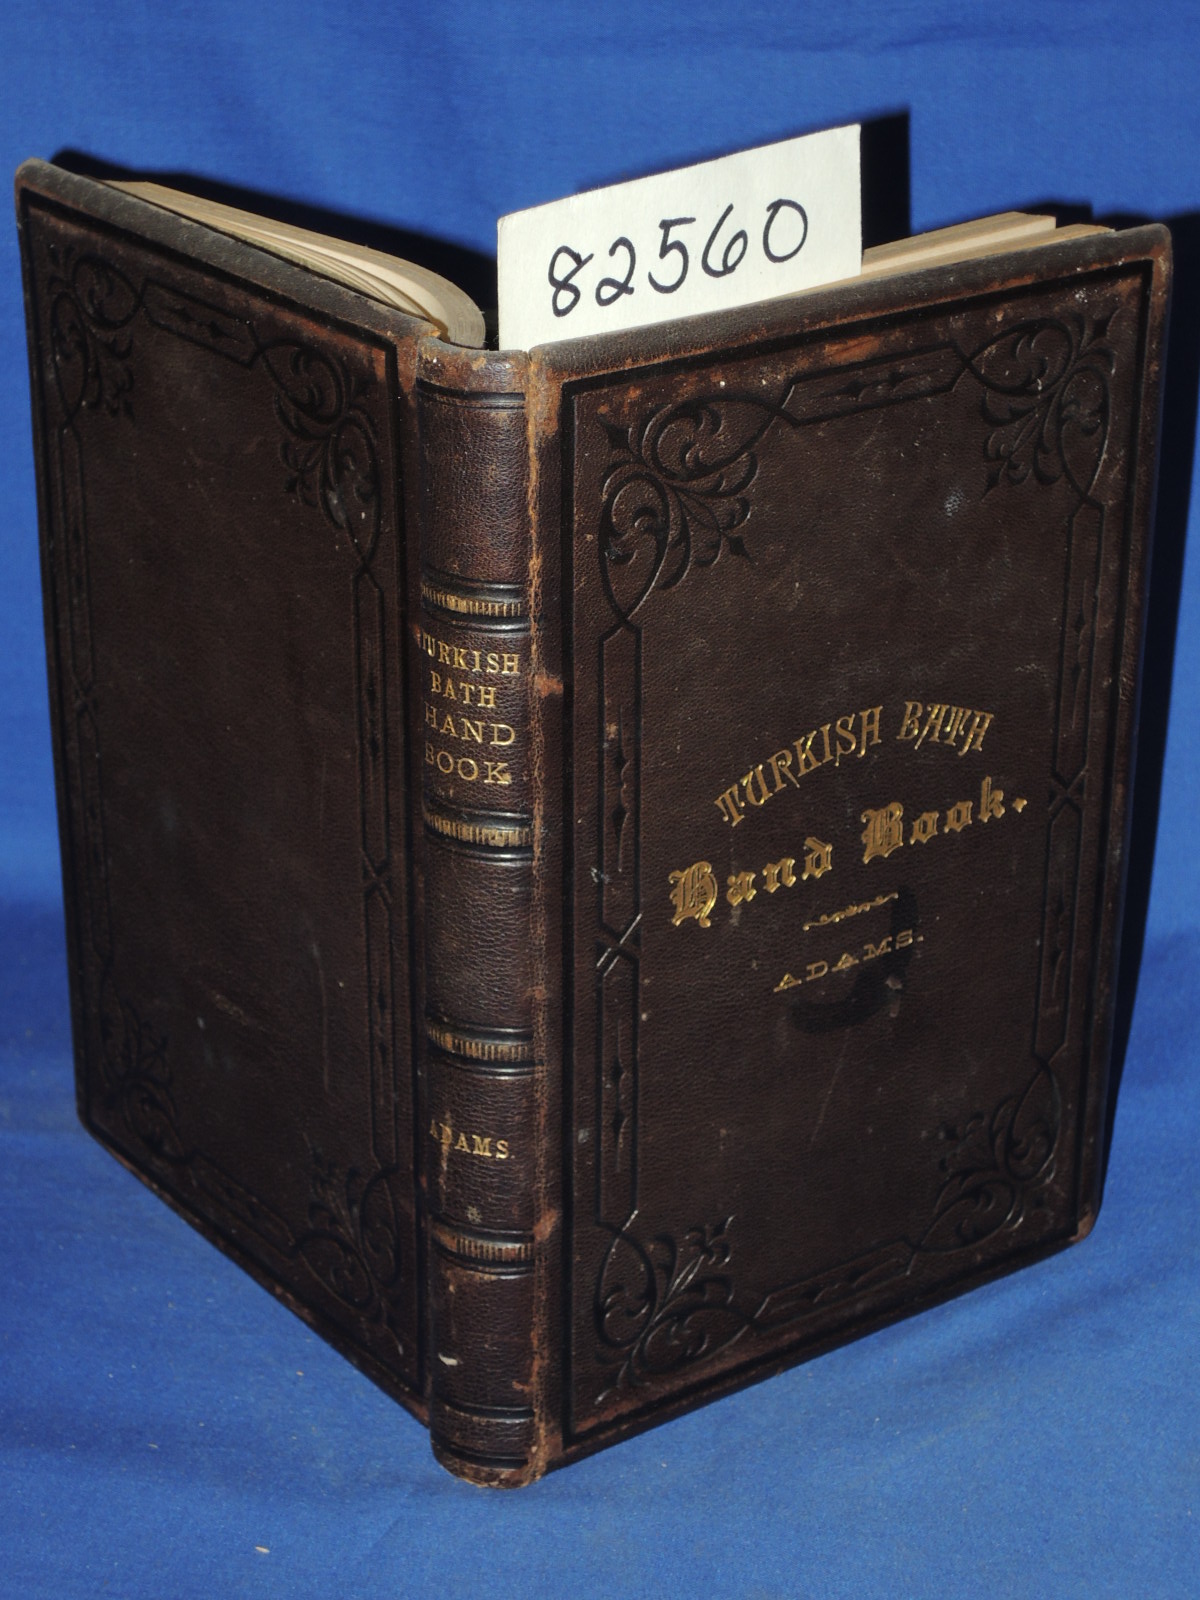 82560
TURKISH
BATH
HAND
BOOK
ADAMS.
TURKISH BATH
Hand Book.
ADAMS.